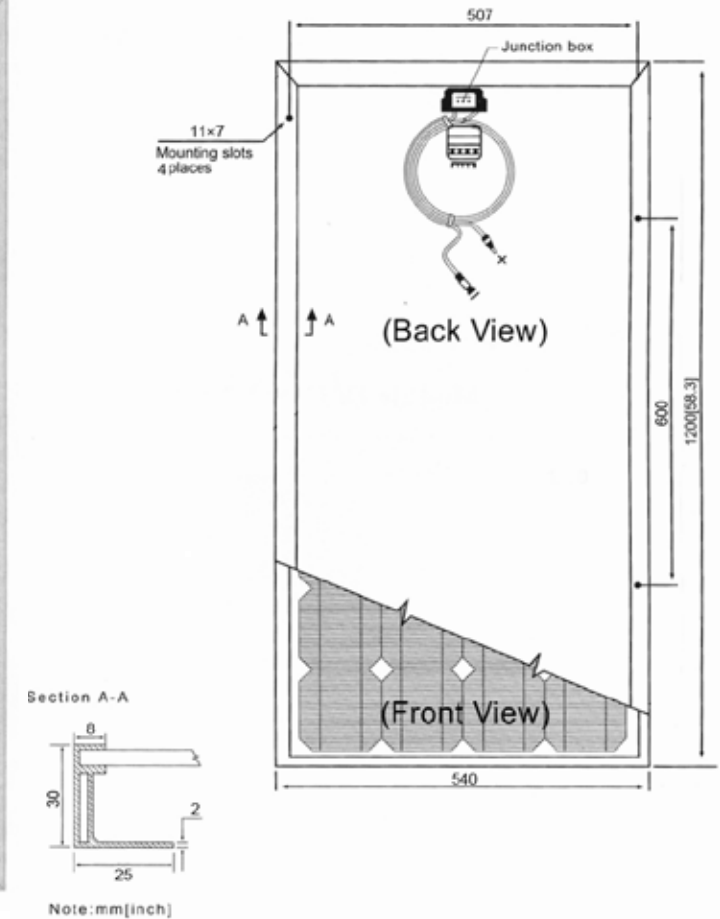 507
Junction box
11×7
Mounting slots
4 places
A
A
(Back View)
600
1200[58.3]
(Front View)
540
Section A-A
8
30
2
25
Note:mm[inch]